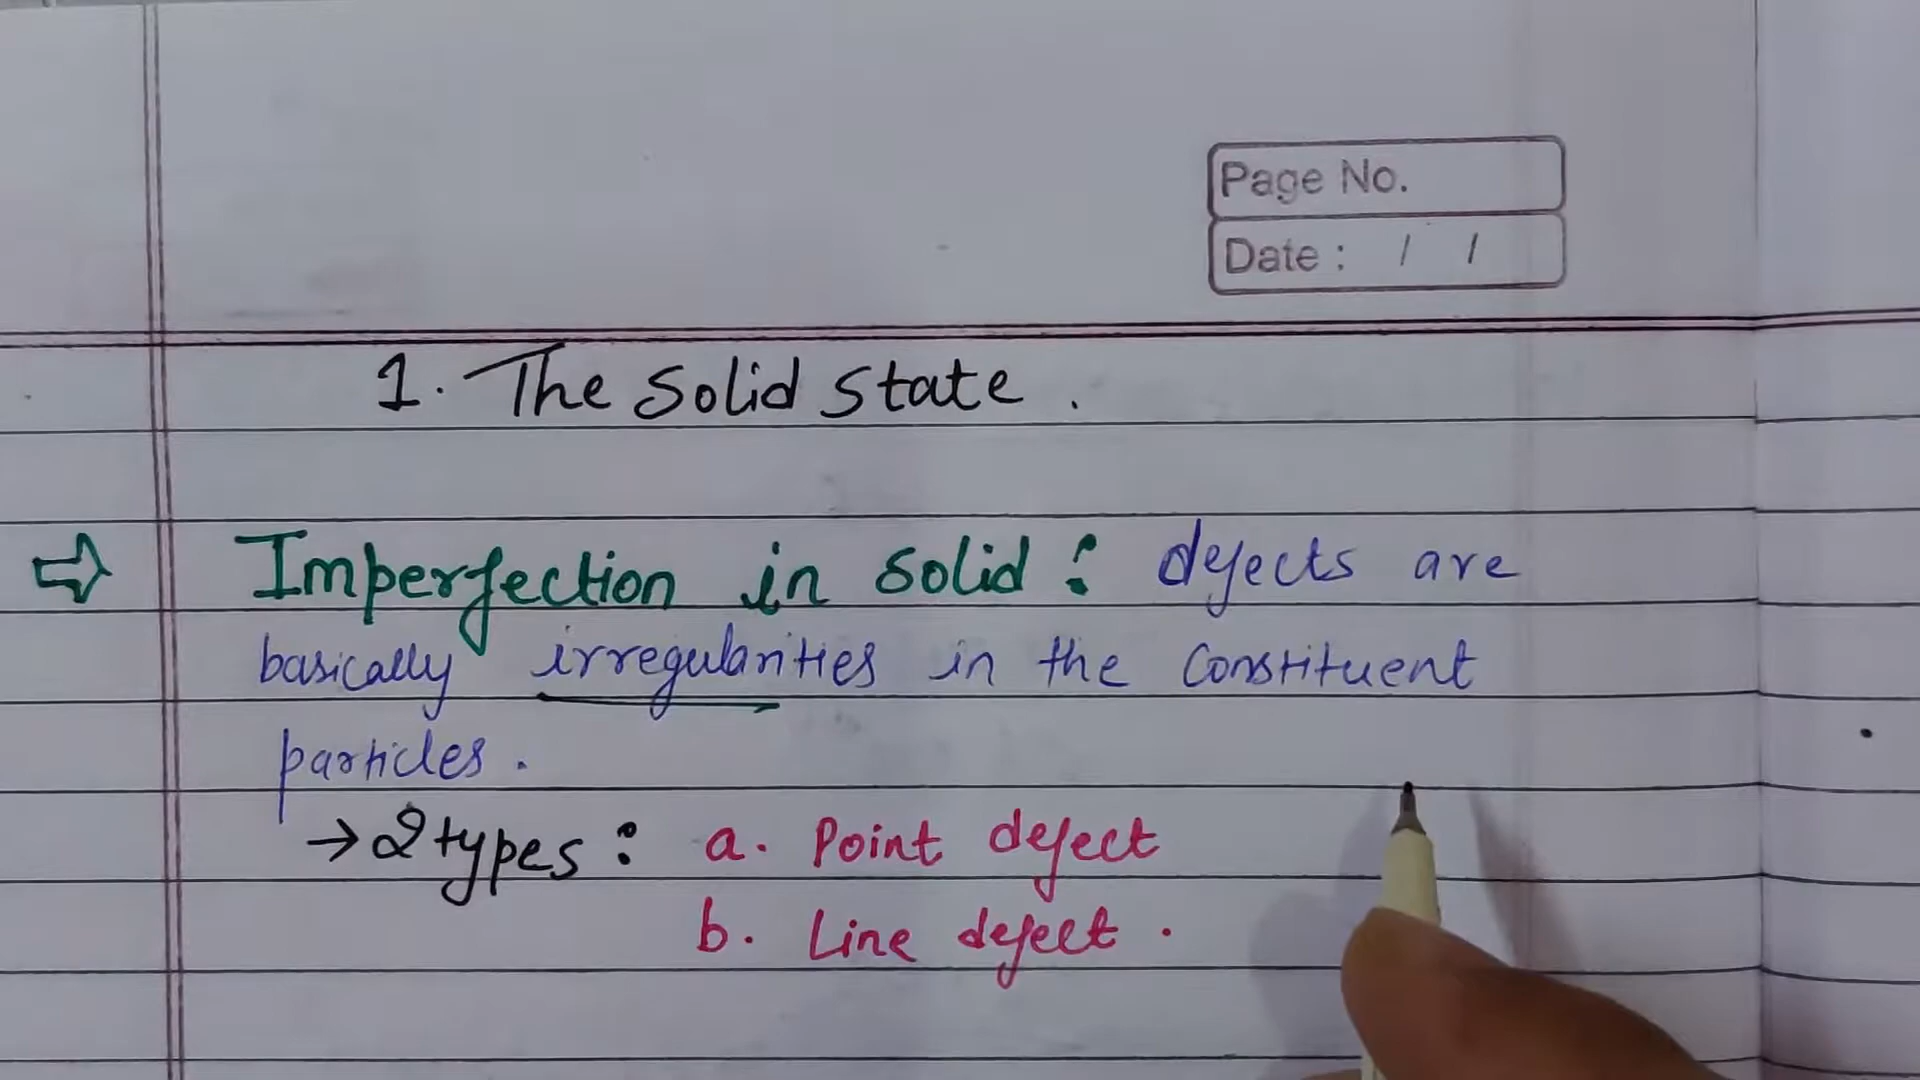 Page No.
Date : / /
1. The Solid State .
⇨ Imperfection in Solid : defects are
basically irregularities in the constituent
particles .
→ 2 types : a. Point defect
b. Line defect .